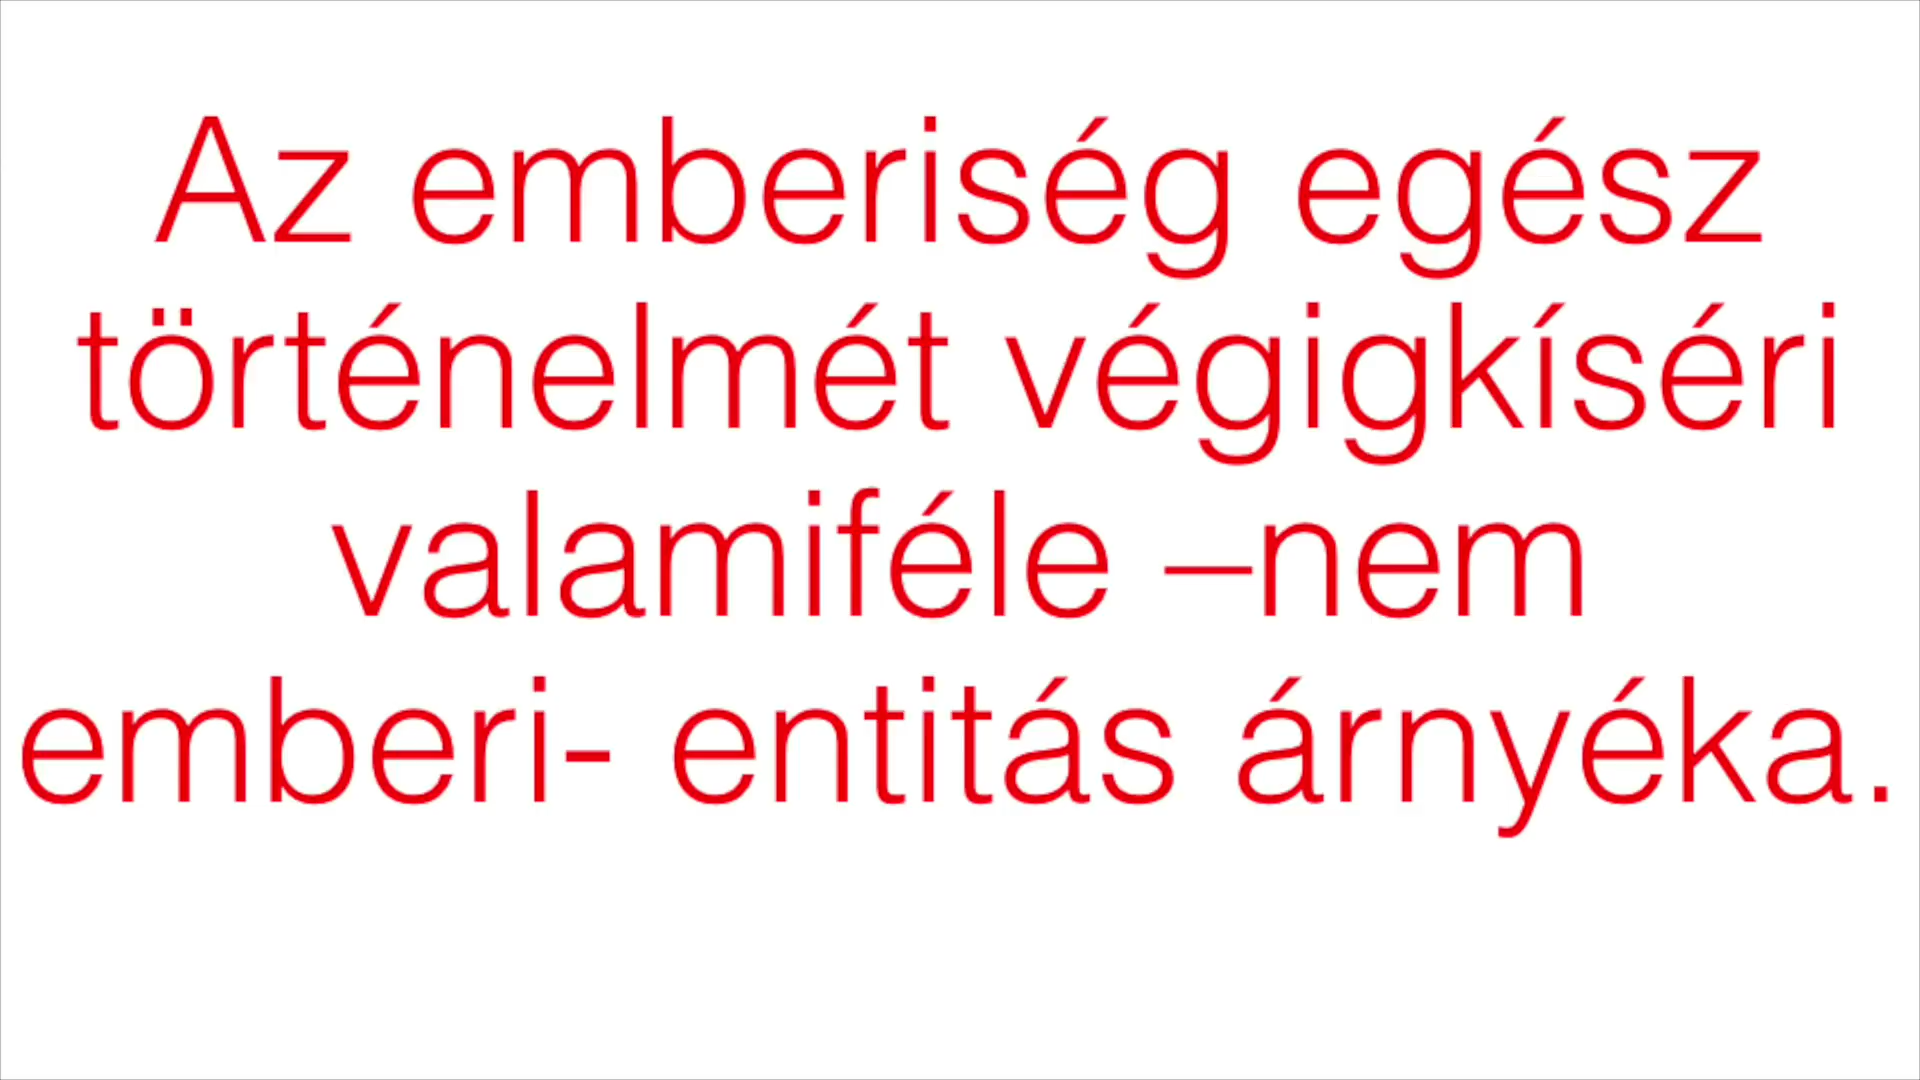 Az emberiség egész
történelmét végigkíséri
valamiféle –nem
emberi- entitás árnyéka.